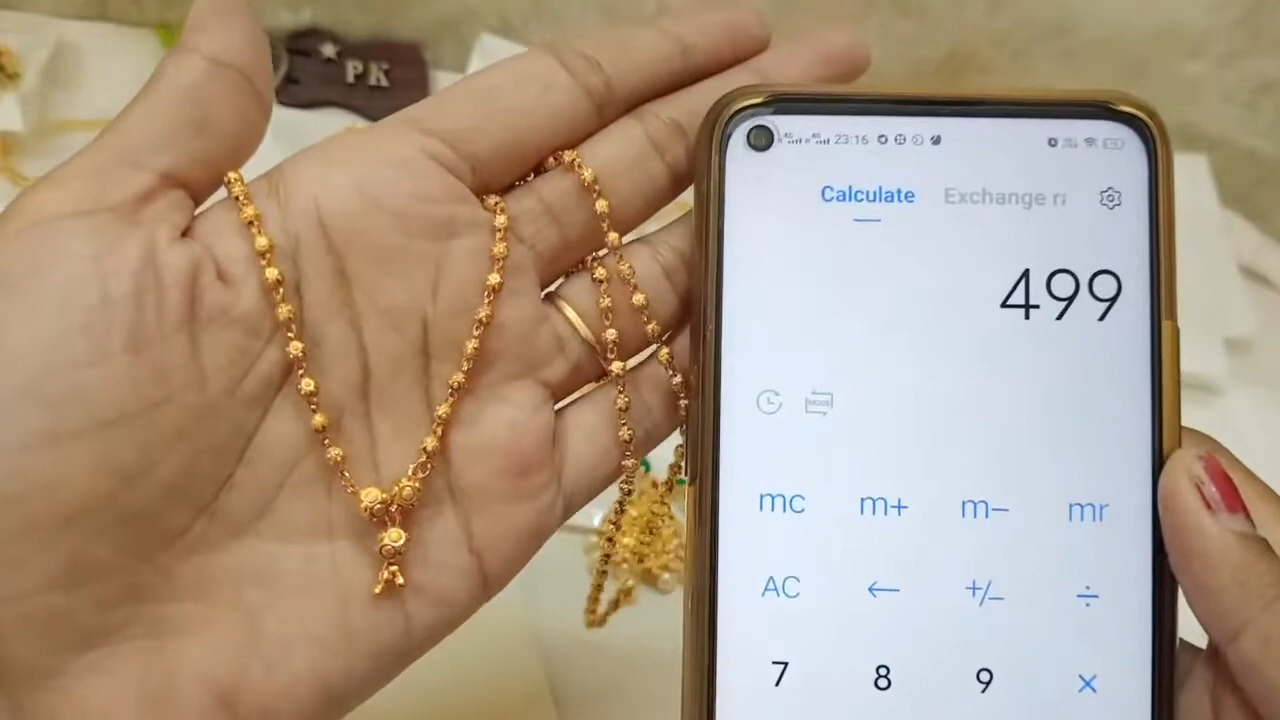 PK
23:16
Calculate Exchange
499
mc m+ m– mr
AC ← +/– ÷
7 8 9 ×